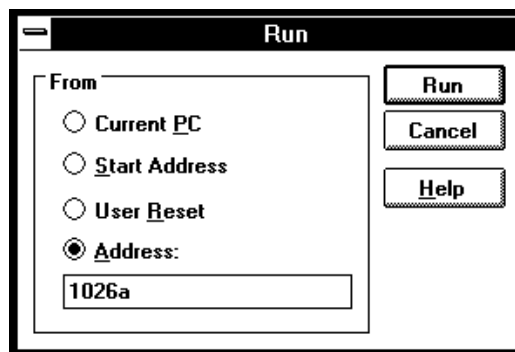 Run
From
Current PC
Start Address
User Reset
Address:
1026a
Run
Cancel
Help